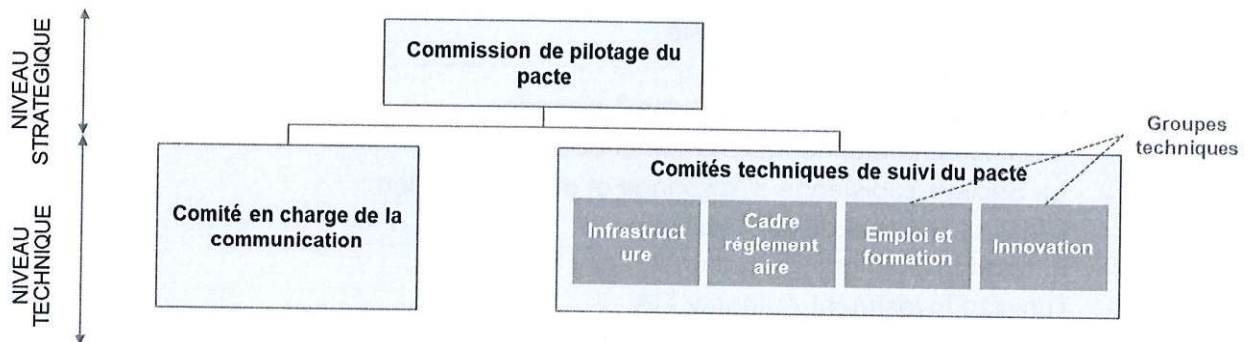 NIVEAU
STRATEGIQUE
Commission de pilotage du
pacte
Groupes
techniques
NIVEAU
TECHNIQUE
Comité en charge de la
communication
Comités techniques de suivi du pacte
Infrastruct
ure
Cadre
réglement
aire
Emploi et
formation
Innovation